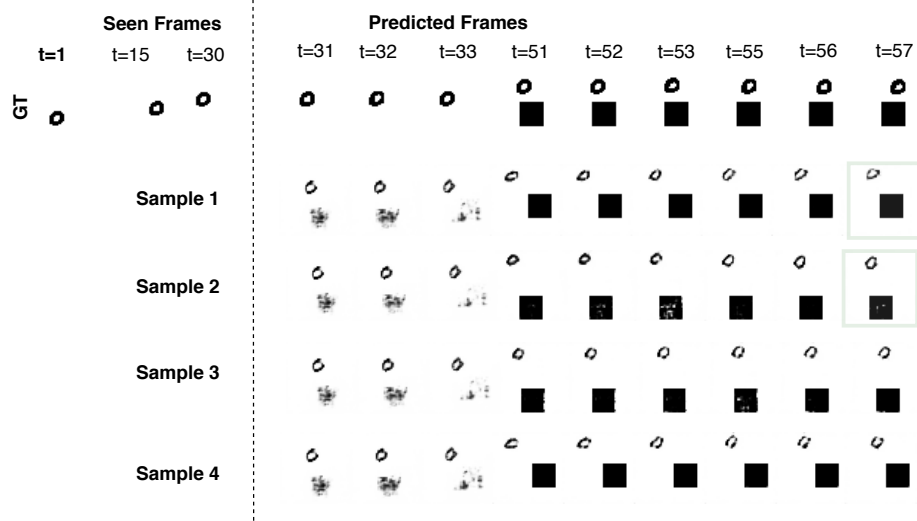 Seen Frames Predicted Frames
t=1 t=15 t=30 t=31 t=32 t=33 t=51 t=52 t=53 t=55 t=56 t=57
GT
Sample 1
Sample 2
Sample 3
Sample 4